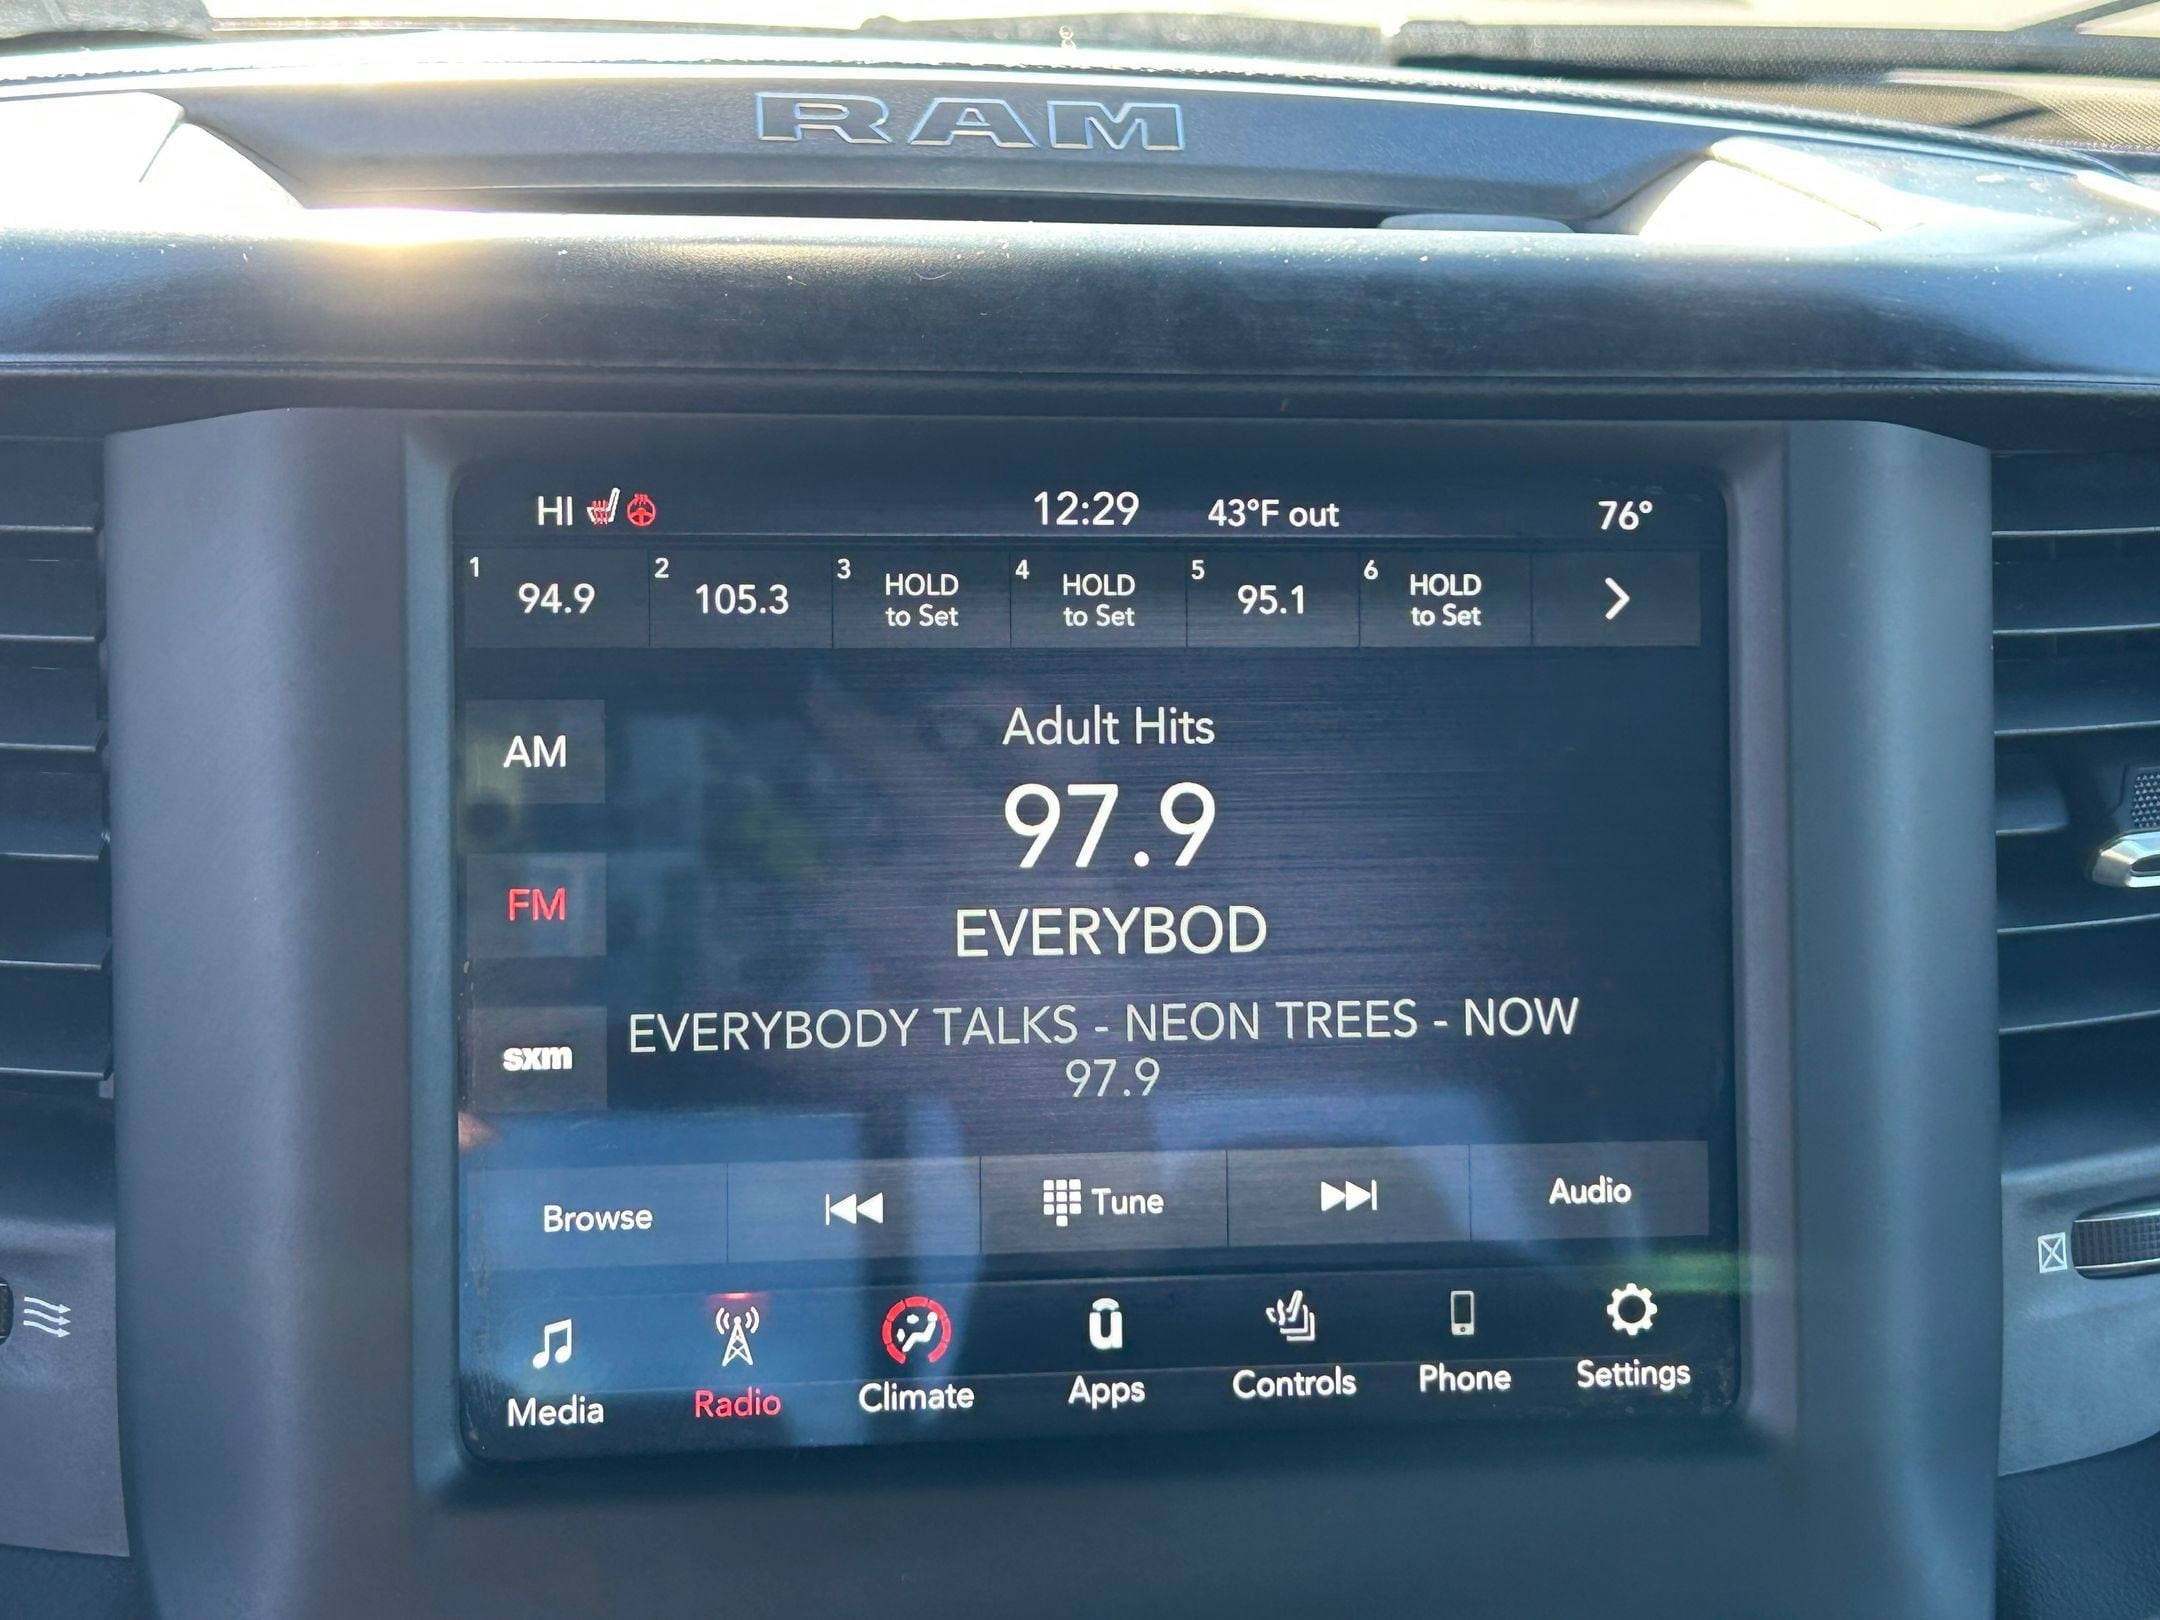 RAM
HI 12:29 43°F out 76°
1 94.9 2 105.3 3 HOLD to Set 4 HOLD to Set 5 95.1 6 HOLD to Set
Adult Hits
AM
97.9
FM
EVERYBOD
EVERYBODY TALKS - NEON TREES - NOW
97.9
sxm
Browse Tune Audio
Media Radio Climate u Apps Controls Phone Settings